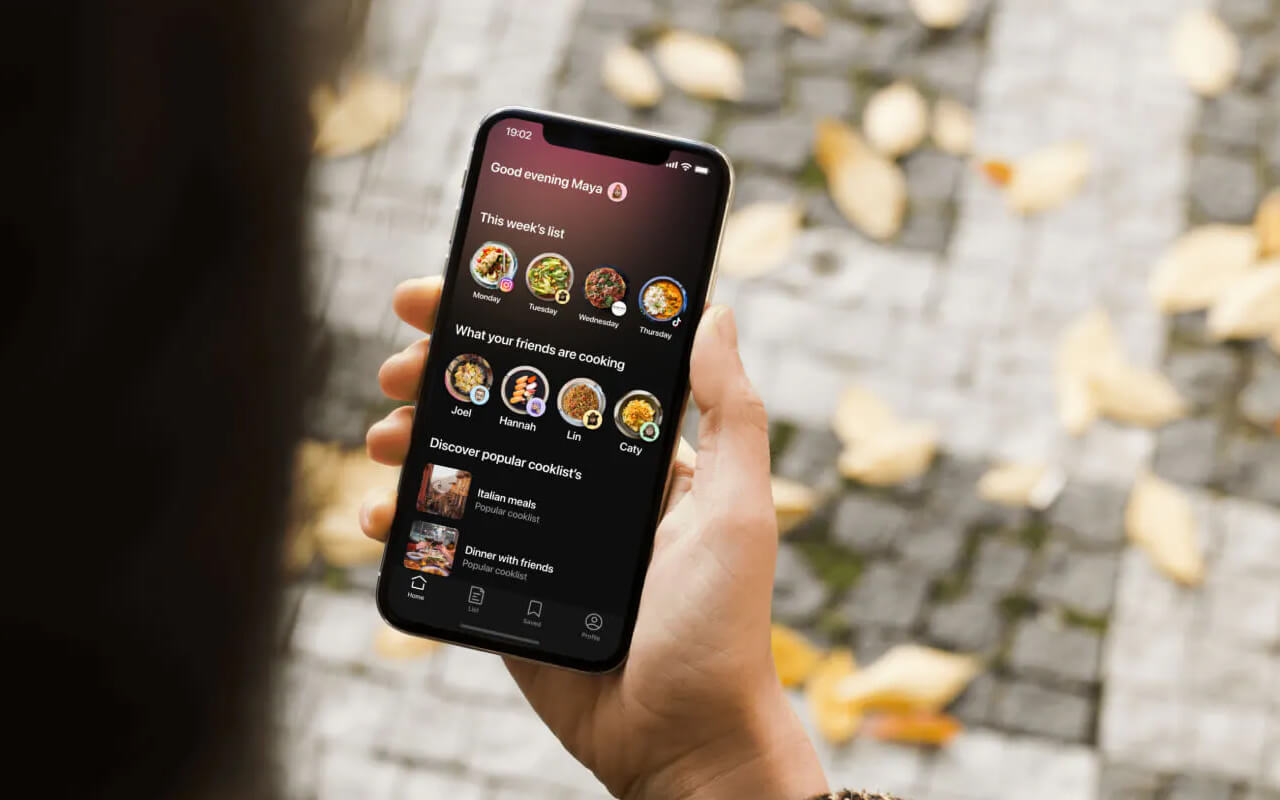 19:02
Good evening Maya
This week's list
Monday
Tuesday
Wednesday
Thursday
What your friends are cooking
Joel
Hannah
Lin
Caty
Discover popular cooklist's
Italian meals
Popular cooklist
Dinner with friends
Popular cooklist
Home
List
Saved
Profile